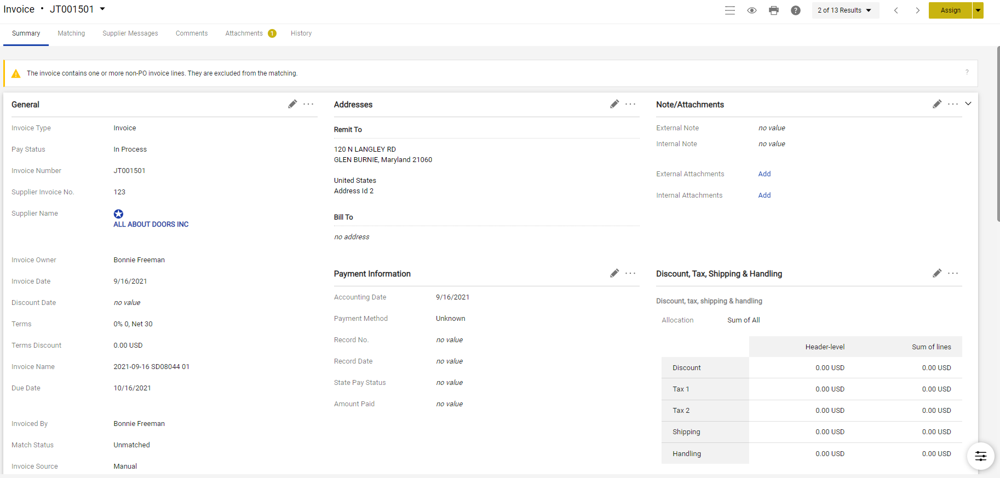 Invoice • JT001501
2 of 13 Results
Assign
Summary
Matching
Supplier Messages
Comments
Attachments 1
History
The invoice contains one or more non-PO invoice lines. They are excluded from the matching.
?
General
Invoice Type Invoice
Pay Status In Process
Invoice Number JT001501
Supplier Invoice No. 123
Supplier Name
ALL ABOUT DOORS INC
Invoice Owner Bonnie Freeman
Invoice Date 9/16/2021
Discount Date no value
Terms 0% 0, Net 30
Terms Discount 0.00 USD
Invoice Name 2021-09-16 SD08044 01
Due Date 10/16/2021
Invoiced By Bonnie Freeman
Match Status Unmatched
Invoice Source Manual
Addresses
Remit To
120 N LANGLEY RD
GLEN BURNIE, Maryland 21060
United States
Address Id 2
Bill To
no address
Payment Information
Accounting Date 9/16/2021
Payment Method Unknown
Record No. no value
Record Date no value
State Pay Status no value
Amount Paid no value
Note/Attachments
External Note no value
Internal Note no value
External Attachments Add
Internal Attachments Add
Discount, Tax, Shipping & Handling
Discount, tax, shipping & handling
Allocation Sum of All
Header-level Sum of lines
Discount 0.00 USD 0.00 USD
Tax 1 0.00 USD 0.00 USD
Tax 2 0.00 USD 0.00 USD
Shipping 0.00 USD 0.00 USD
Handling 0.00 USD 0.00 USD